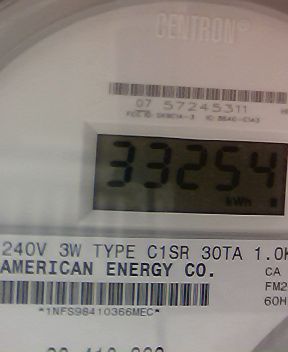 CENTRON®
07 57245311
33254
kWh
240V 3W TYPE C1SR 30TA 1.0K
AMERICAN ENERGY CO.
CA
FM2
60H
*1NFS98410366MEC*